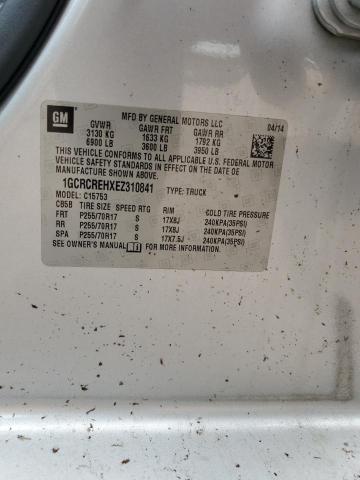 GM
MFD BY GENERAL MOTORS LLC
04/14
GVWR GAWR FRT GAWR RR
3130 KG 1633 KG 1792 KG
6900 LB 3600 LB 3950 LB
THIS VEHICLE CONFORMS TO ALL APPLICABLE U.S. FEDERAL MOTOR
VEHICLE SAFETY STANDARDS IN EFFECT ON THE DATE OF
MANUFACTURE SHOWN ABOVE.
1GCRCREHXEZ310841 TYPE: TRUCK
MODEL: C15753
CB5B TIRE SIZE SPEED RTG RIM COLD TIRE PRESSURE
FRT P255/70R17 S 17X8J 240KPA(35PSI)
RR P255/70R17 S 17X8J 240KPA(35PSI)
SPA P255/70R17 S 17X7.5J 240KPA(35PSI)
SEE OWNER'S MANUAL FOR MORE INFORMATION.